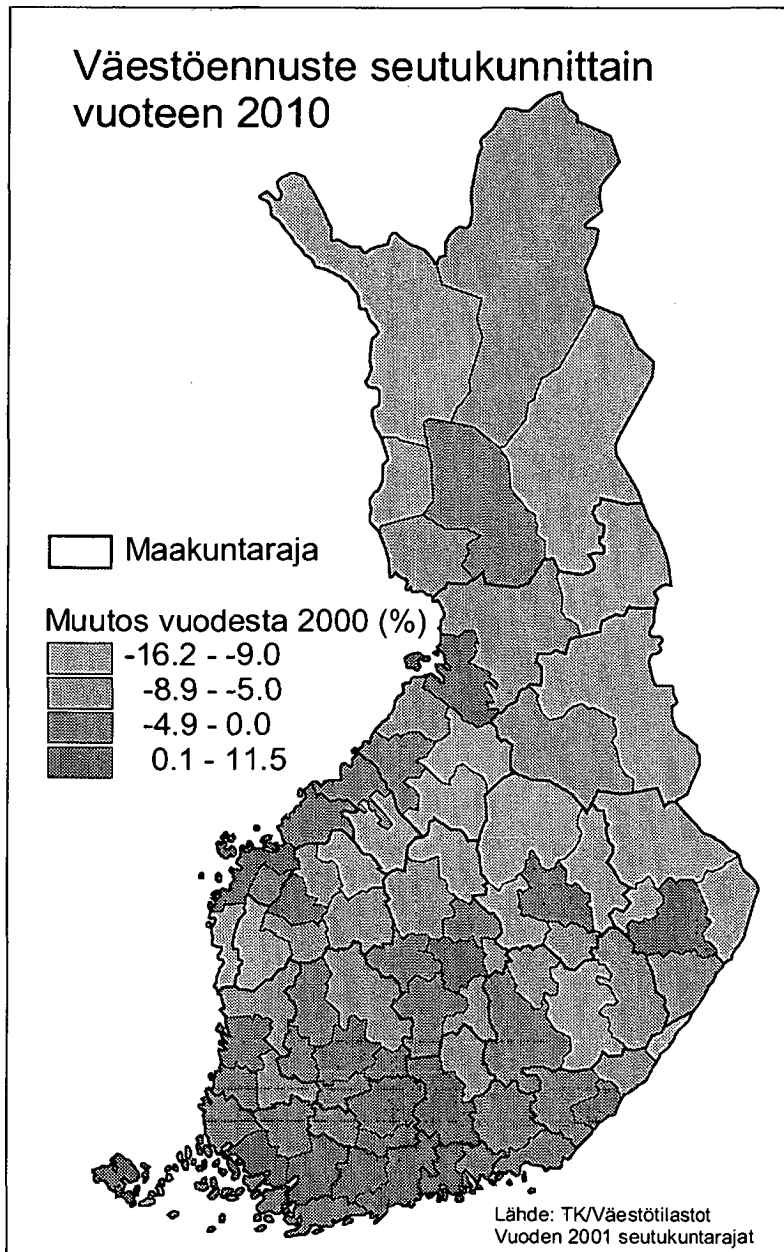 Väestöennuste seutukunnittain
vuoteen 2010
Maakuntaraja
Muutos vuodesta 2000 (%)
-16.2 - -9.0
-8.9 - -5.0
-4.9 - 0.0
0.1 - 11.5
Lähde: TK/Väestötilastot
Vuoden 2001 seutukuntarajat